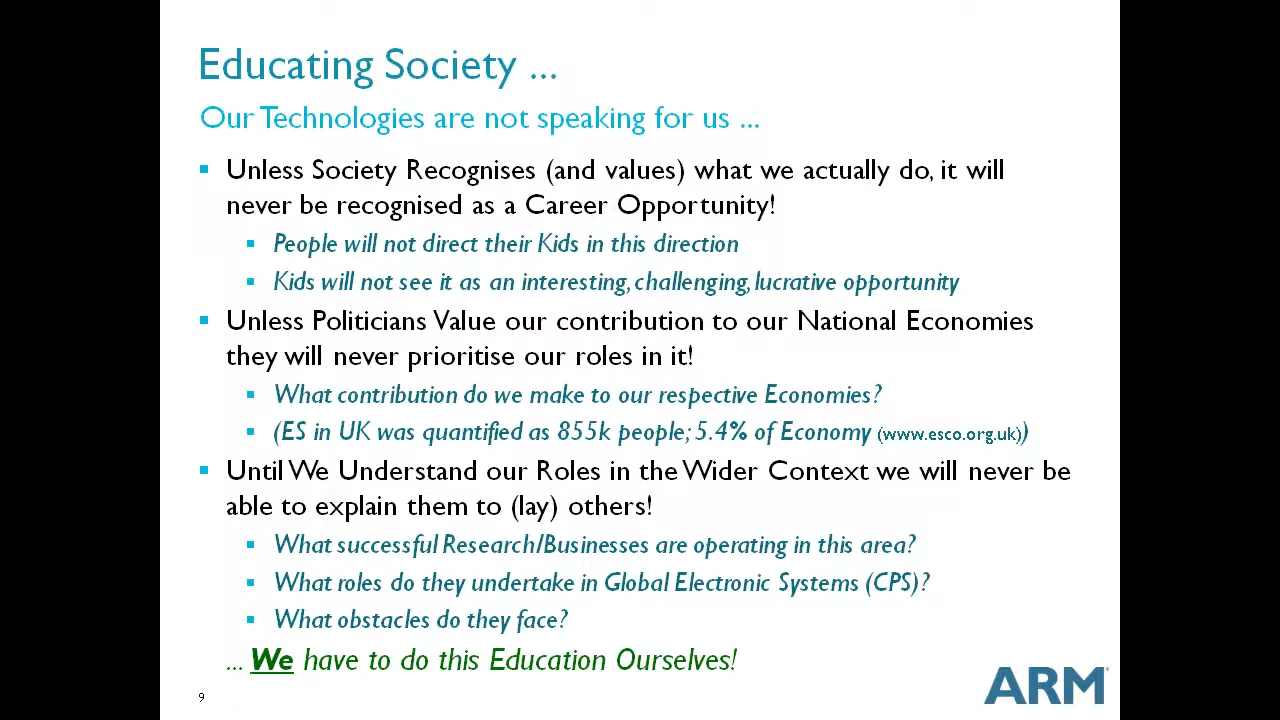 Educating Society ...
Our Technologies are not speaking for us ...
▪ Unless Society Recognises (and values) what we actually do, it will
never be recognised as a Career Opportunity!
▪ People will not direct their Kids in this direction
▪ Kids will not see it as an interesting, challenging, lucrative opportunity
▪ Unless Politicians Value our contribution to our National Economies
they will never prioritise our roles in it!
▪ What contribution do we make to our respective Economies?
▪ (ES in UK was quantified as 855k people; 5.4% of Economy (www.esco.org.uk))
▪ Until We Understand our Roles in the Wider Context we will never be
able to explain them to (lay) others!
▪ What successful Research/Businesses are operating in this area?
▪ What roles do they undertake in Global Electronic Systems (CPS)?
▪ What obstacles do they face?
... We have to do this Education Ourselves!
9
ARM